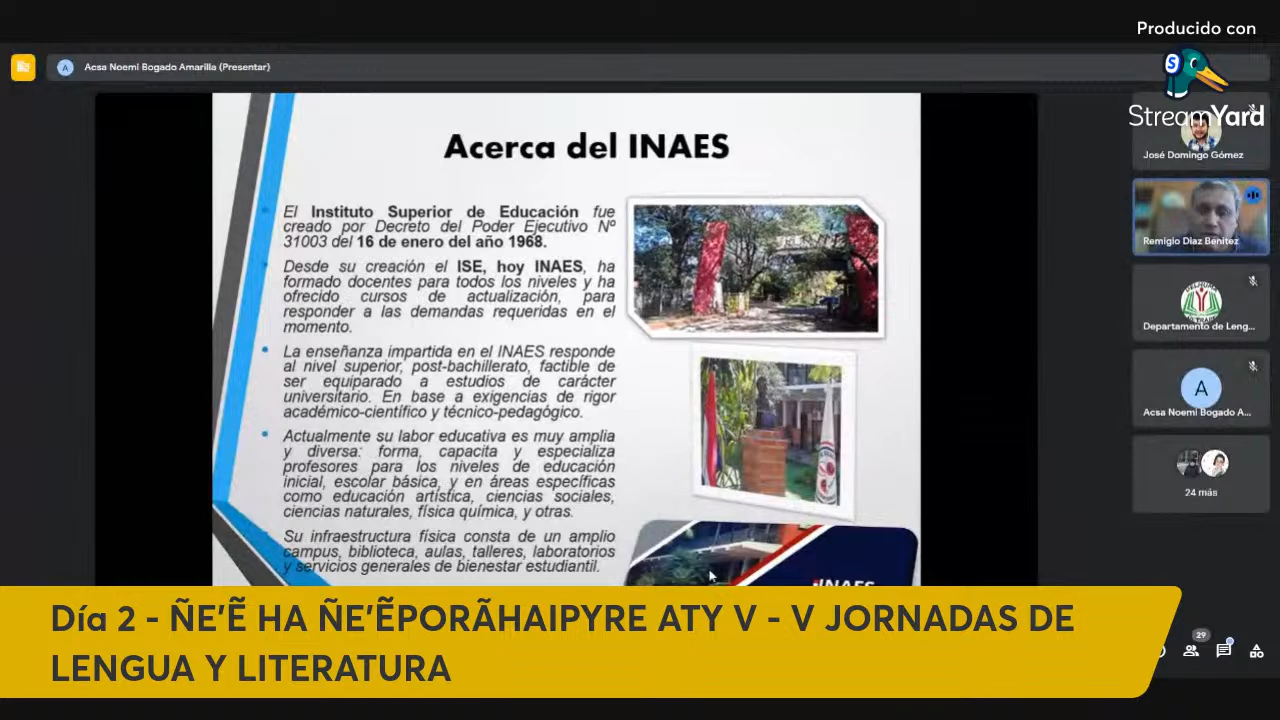 Producido con
StreamYard
Acsa Noemi Bogado Amarilla (Presentar)
Acerca del INAES
El Instituto Superior de Educación fue
creado por Decreto del Poder Ejecutivo Nº
31003 del 16 de enero del año 1968.
Desde su creación el ISE, hoy INAES, ha
formado docentes para todos los niveles y ha
ofrecido cursos de actualización, para
responder a las demandas requeridas en el
momento.
La enseñanza impartida en el INAES responde
al nivel superior, post-bachillerato, factible de
ser equiparado a estudios de carácter
universitario. En base a exigencias de rigor
académico-científico y técnico-pedagógico.
Actualmente su labor educativa es muy amplia
y diversa: forma, capacita y especializa
profesores para los niveles de educación
inicial, escolar básica, y en áreas específicas
como educación artística, ciencias sociales,
ciencias naturales, física química, y otras.
Su infraestructura física consta de un amplio
campus, biblioteca, aulas, talleres, laboratorios
y servicios generales de bienestar estudiantil.
INAES
José Domingo Gómez
Remigio Diaz Benitez
Departamento de Leng...
A
Acsa Noemi Bogado A...
24 más
29
Día 2 - ÑE'Ẽ HA ÑE'ẼPORÃHAIPYRE ATY V - V JORNADAS DE
LENGUA Y LITERATURA